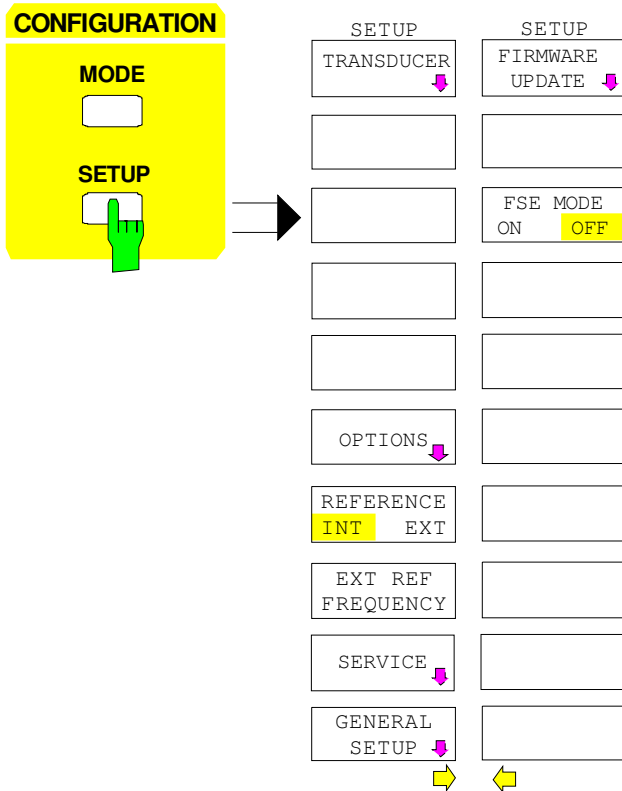 CONFIGURATION
MODE
SETUP
SETUP
TRANSDUCER
OPTIONS
REFERENCE
INT EXT
EXT REF
FREQUENCY
SERVICE
GENERAL
SETUP
SETUP
FIRMWARE
UPDATE
FSE MODE
ON OFF